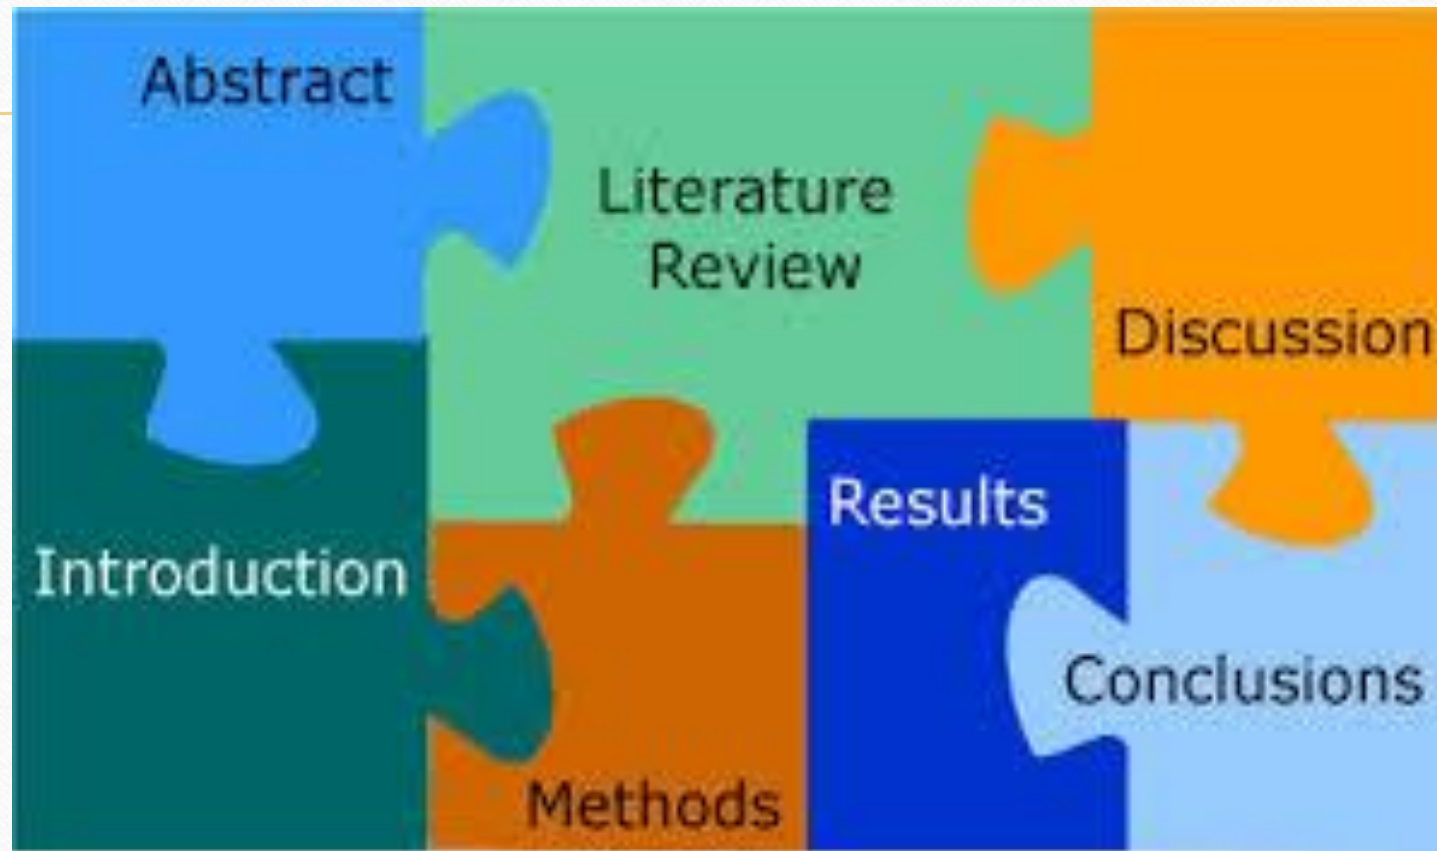 Abstract
Literature
Review
Discussion
Introduction
Results
Methods
Conclusions